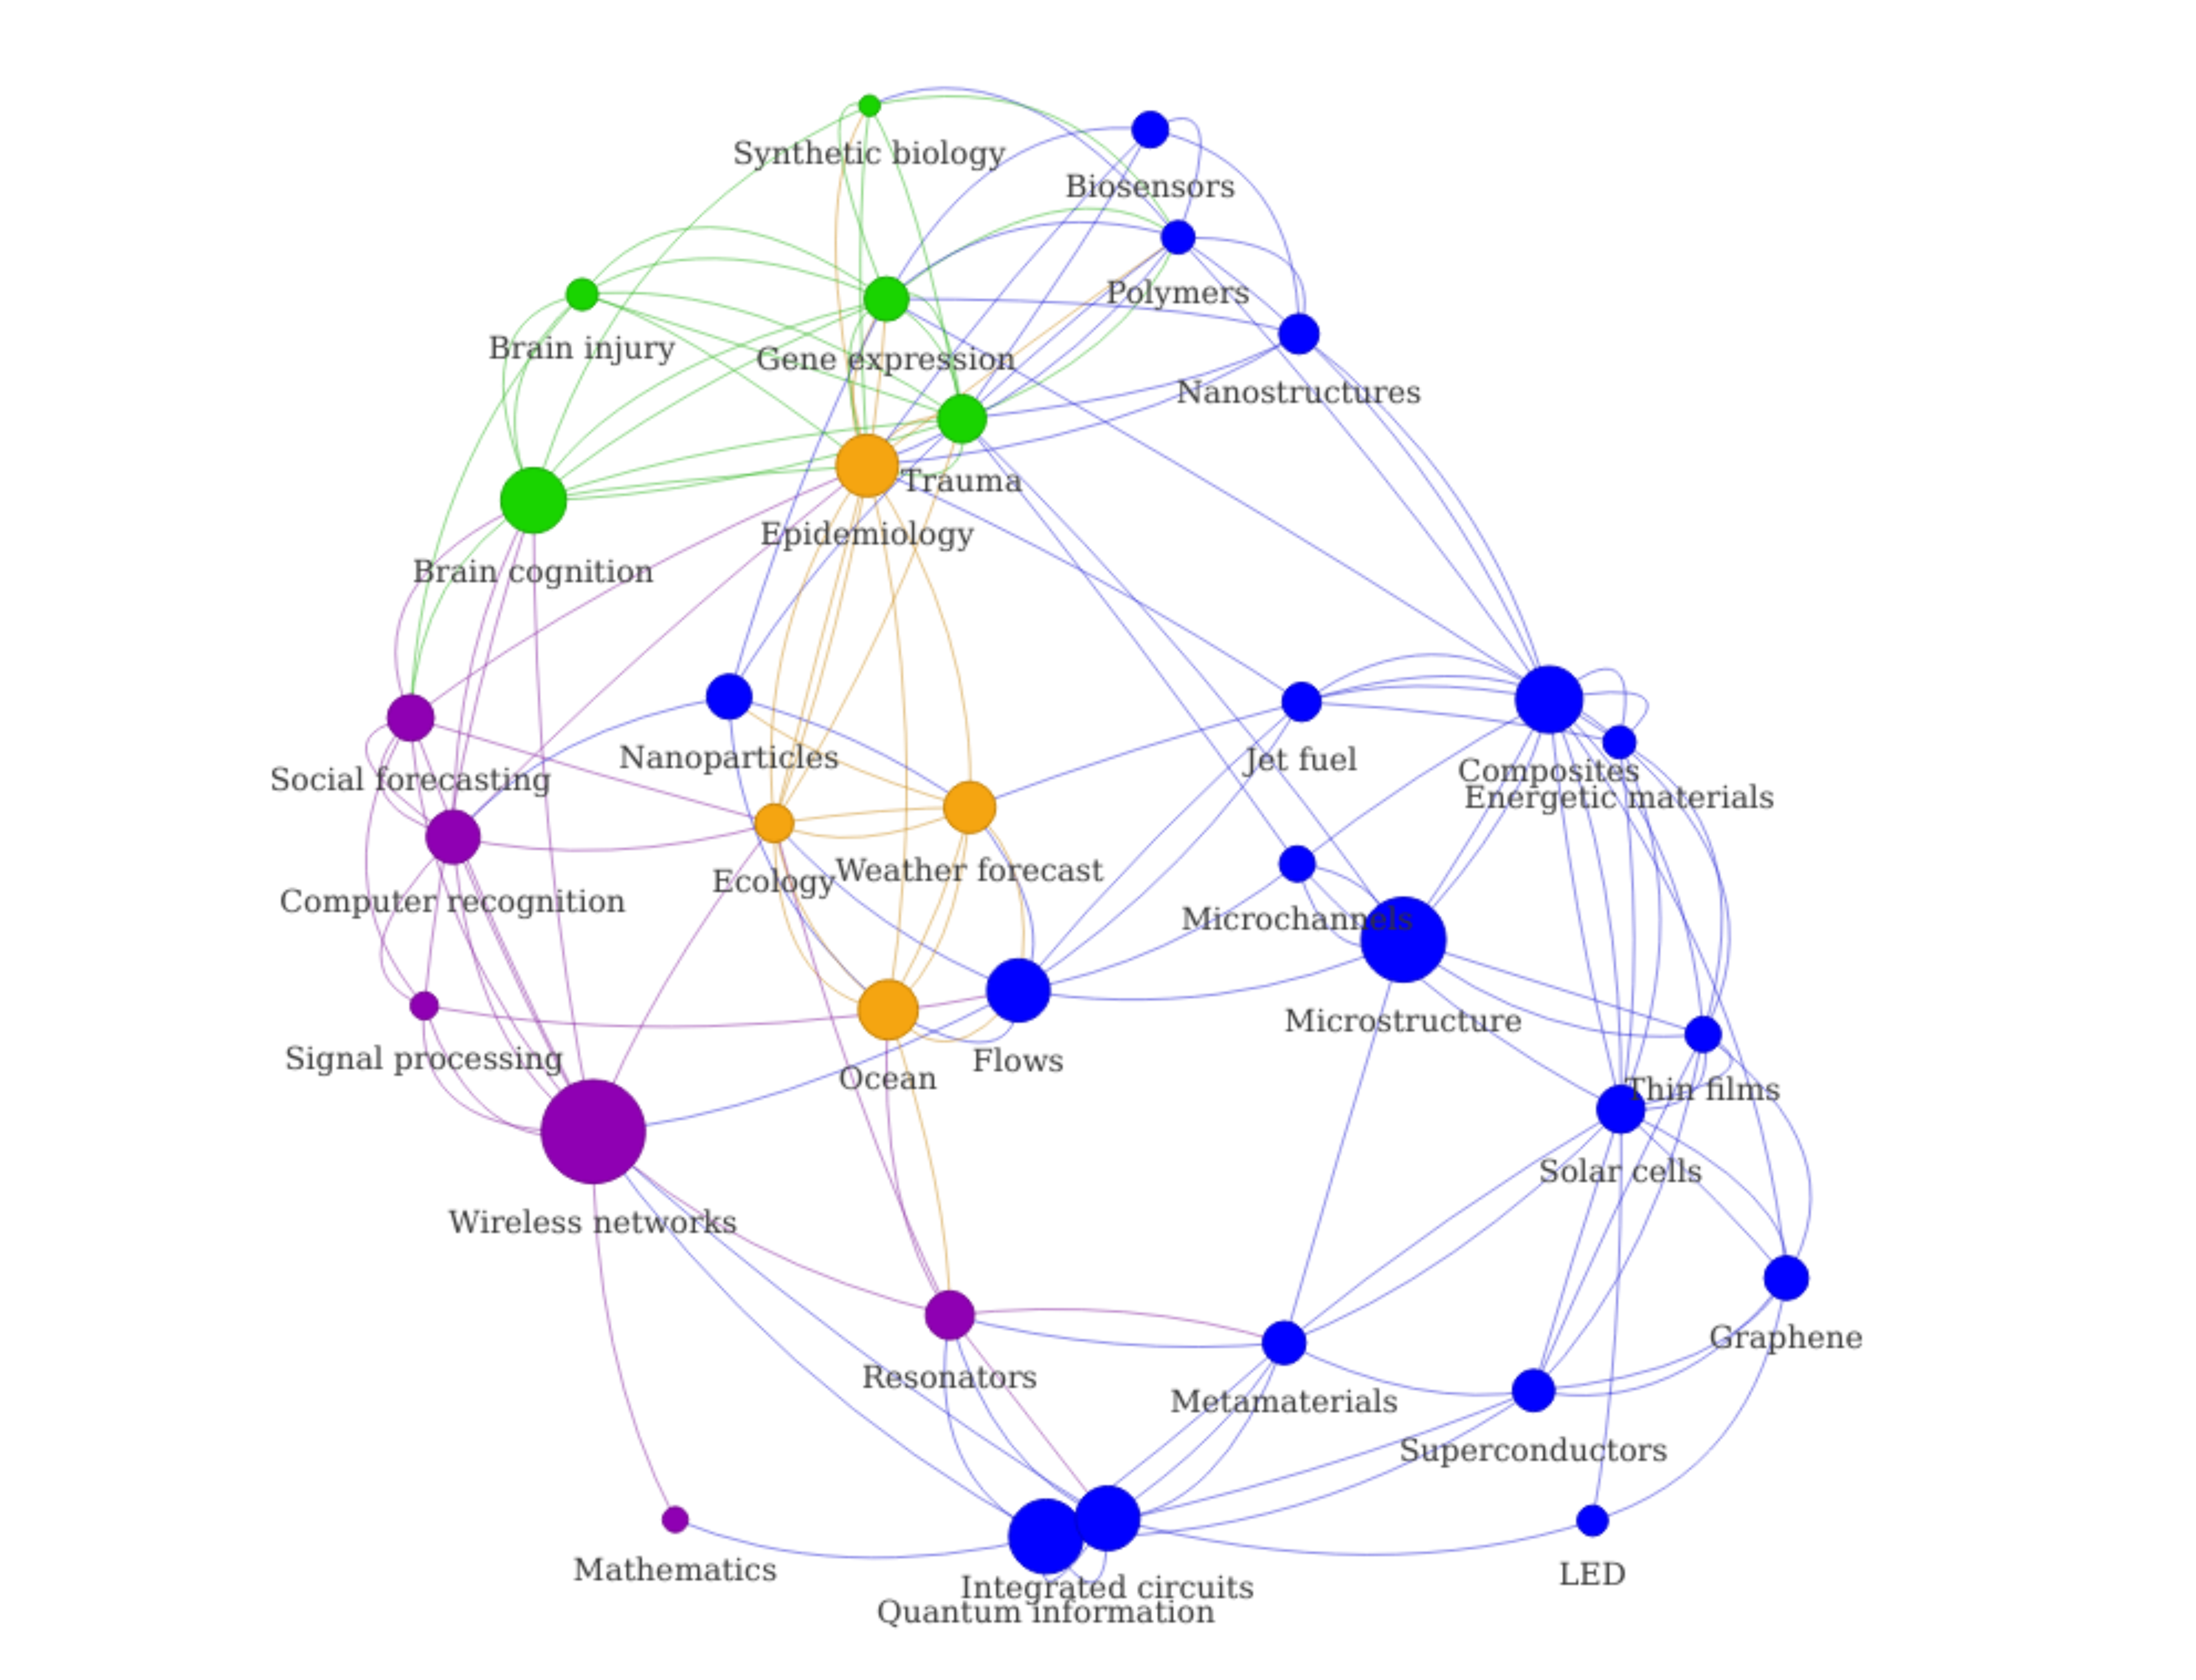 Synthetic biology
Biosensors
Polymers
Brain injury
Gene expression
Nanostructures
Trauma
Epidemiology
Brain cognition
Nanoparticles
Jet fuel
Social forecasting
Composites
Energetic materials
Weather forecast
Ecology
Computer recognition
Microchannels
Microstructure
Signal processing
Flows
Ocean
Thin films
Solar cells
Wireless networks
Graphene
Resonators
Metamaterials
Superconductors
Mathematics
LED
Integrated circuits
Quantum information